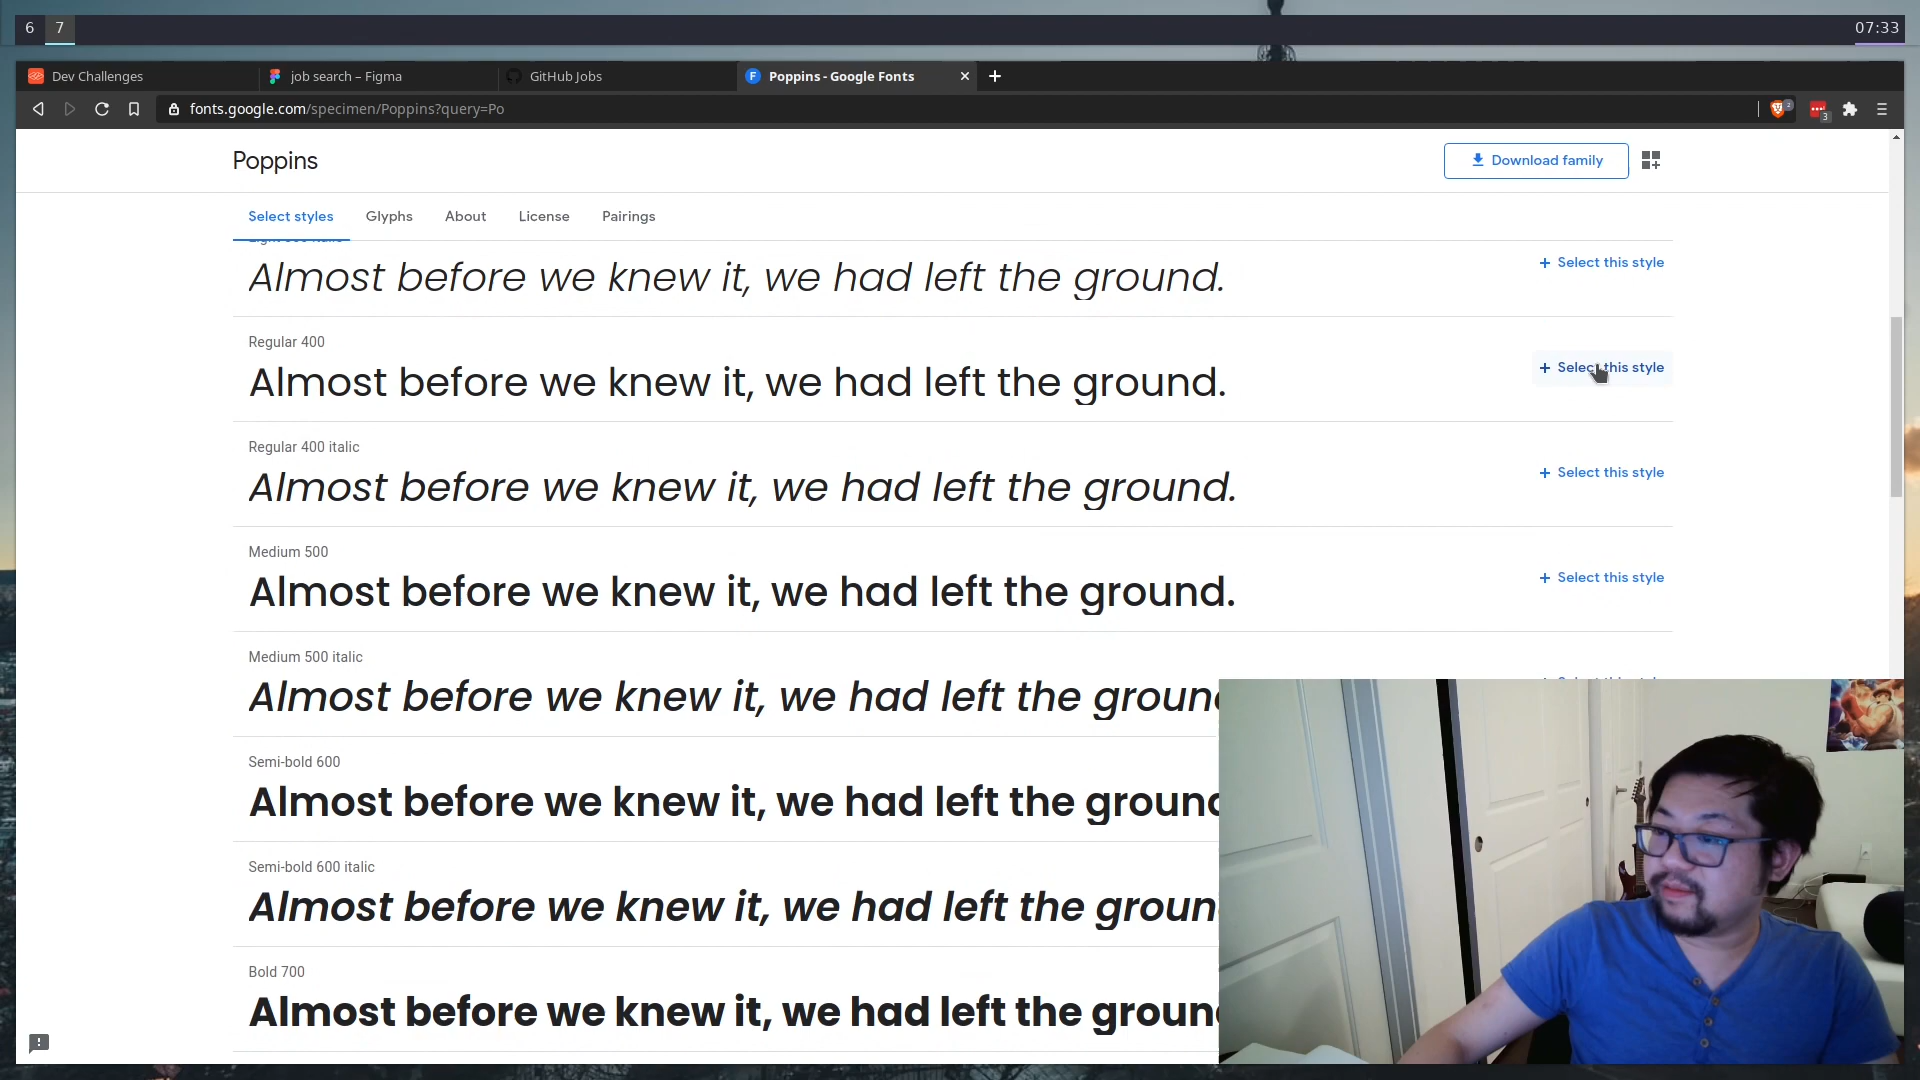 6 7 07:33
Dev Challenges job search – Figma GitHub Jobs Poppins - Google Fonts
fonts.google.com/specimen/Poppins?query=Po
Poppins
Download family
Select styles Glyphs About License Pairings
Almost before we knew it, we had left the ground.
Select this style
Regular 400
Almost before we knew it, we had left the ground.
Select this style
Regular 400 italic
Almost before we knew it, we had left the ground.
Select this style
Medium 500
Almost before we knew it, we had left the ground.
Select this style
Medium 500 italic
Almost before we knew it, we had left the groun
Semi-bold 600
Almost before we knew it, we had left the ground
Semi-bold 600 italic
Almost before we knew it, we had left the groun
Bold 700
Almost before we knew it, we had left the groun